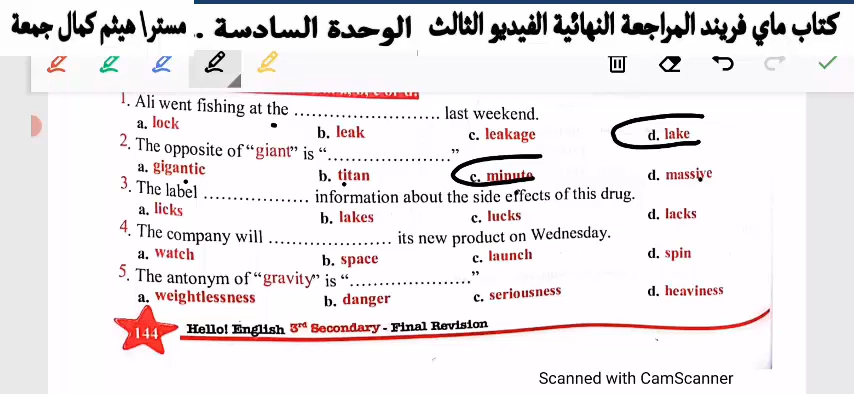 كتاب ماي فريند المراجعة النهائية الفيديو الثالث الوحدة السادسة . مستر\ هيثم كمال جمعة
1. Ali went fishing at the ........................ last weekend.
a. lock b. leak c. leakage d. lake
2. The opposite of "giant" is "....................."
a. gigantic b. titan c. minute d. massive
3. The label .................. information about the side effects of this drug.
a. licks b. lakes c. lucks d. lacks
4. The company will ..................... its new product on Wednesday.
a. watch b. space c. launch d. spin
5. The antonym of "gravity" is "....................."
a. weightlessness b. danger c. seriousness d. heaviness
144 Hello! English 3rd Secondary - Final Revision
Scanned with CamScanner